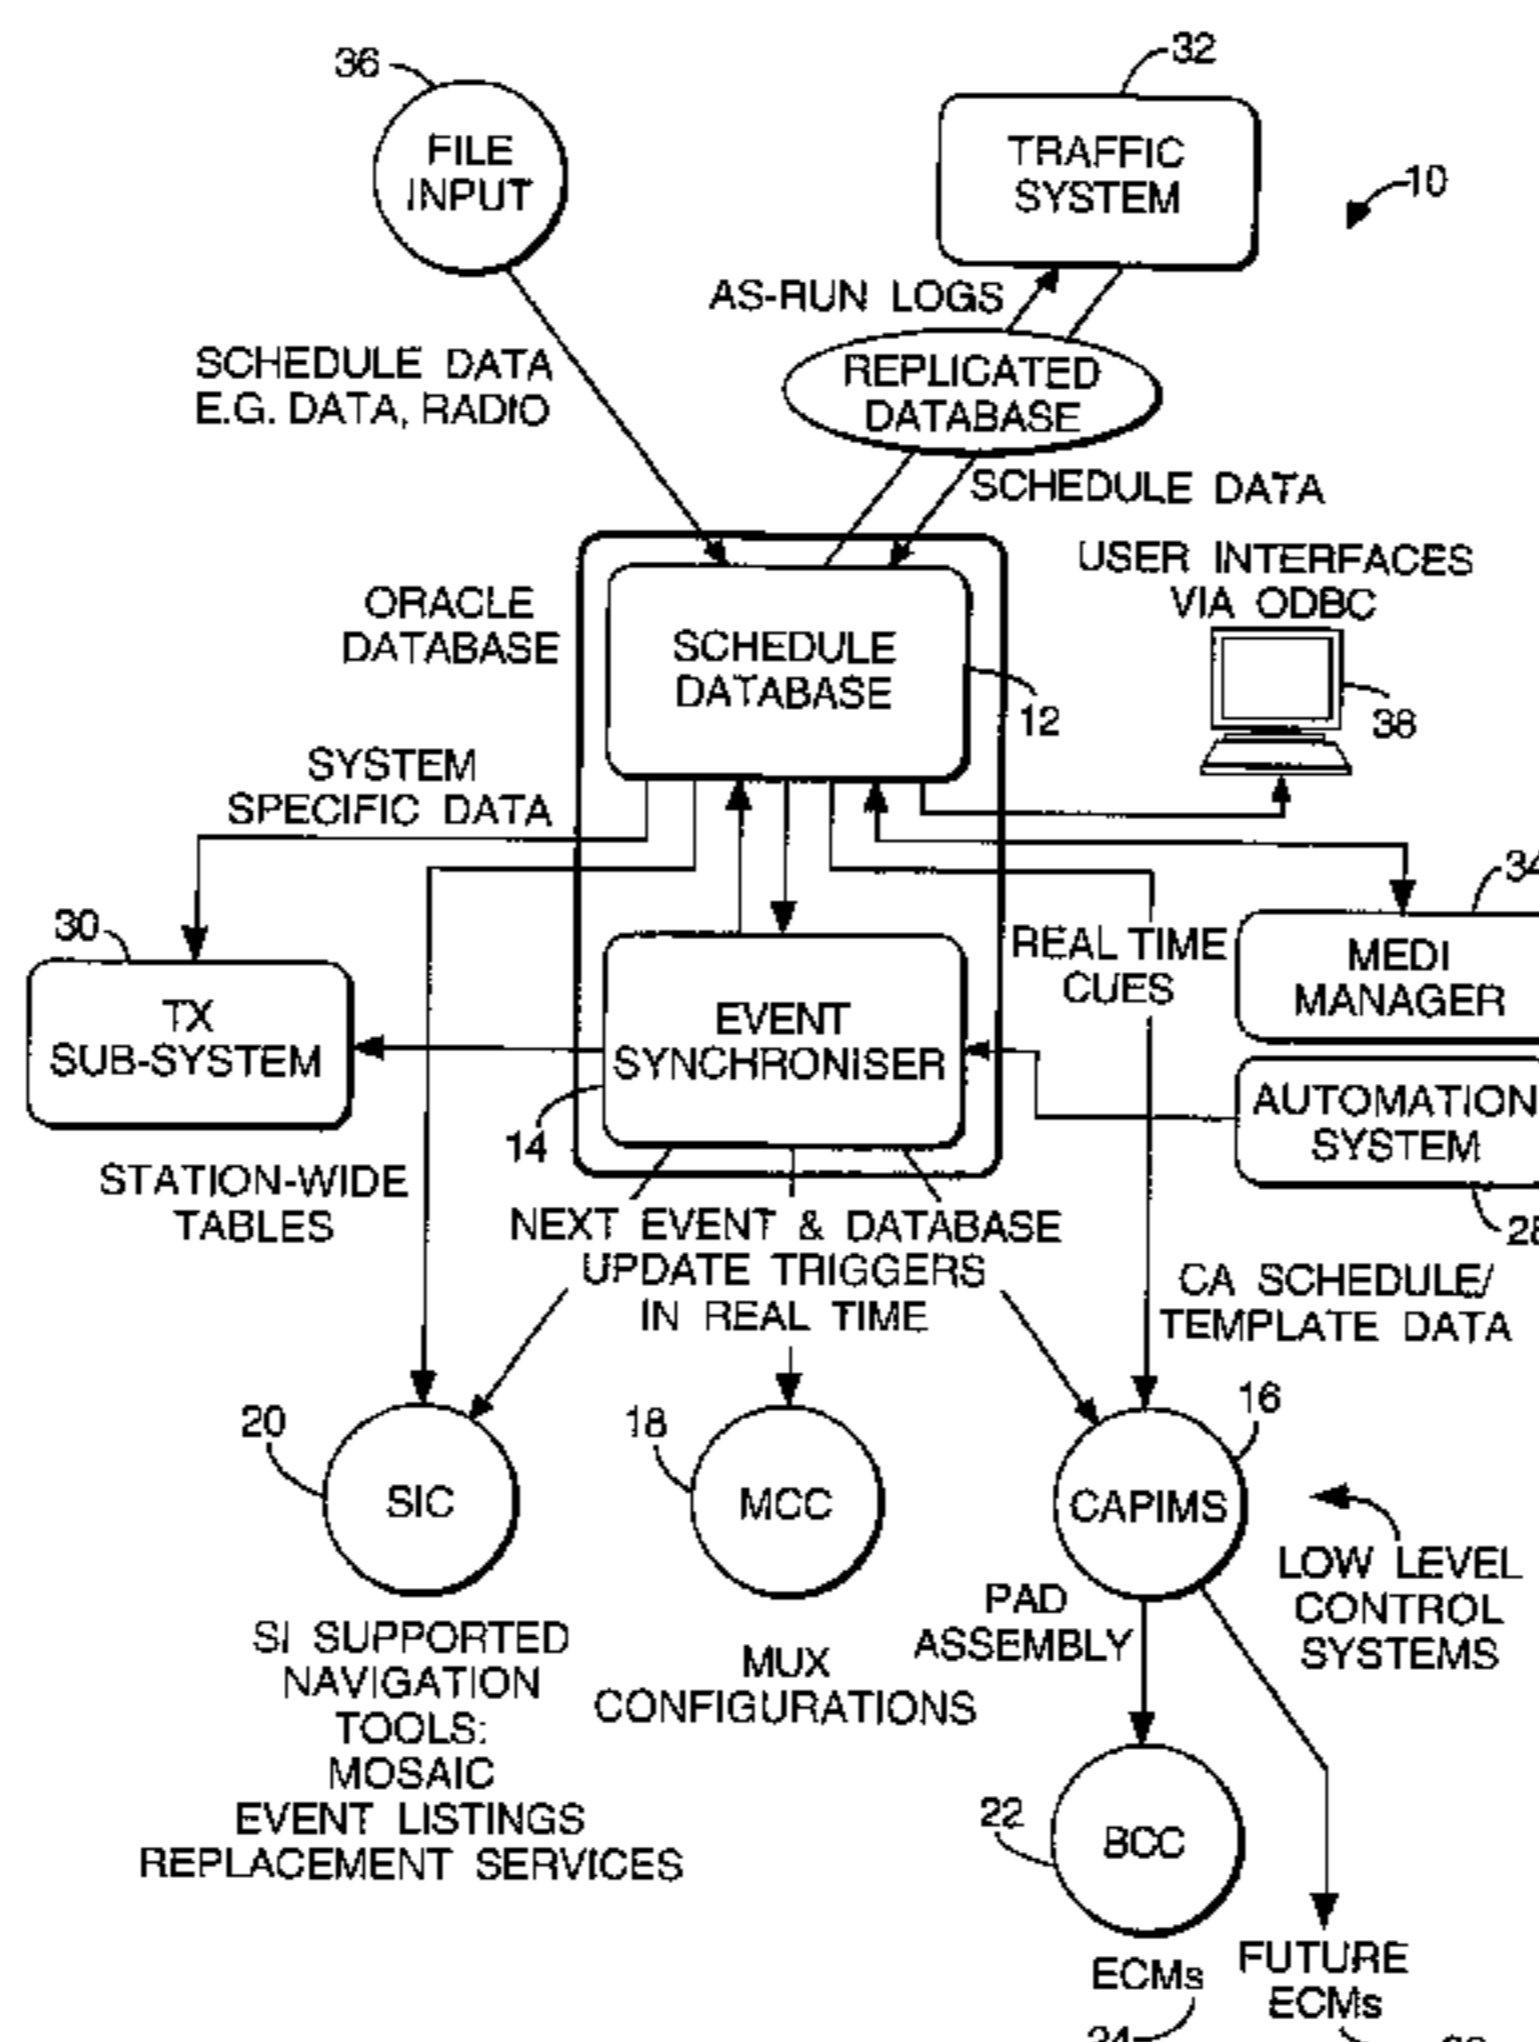 36
32
FILE
INPUT
TRAFFIC
SYSTEM
10
AS-RUN LOGS
SCHEDULE DATA
E.G. DATA, RADIO
REPLICATED
DATABASE
SCHEDULE DATA
USER INTERFACES
VIA ODBC
ORACLE
DATABASE
SCHEDULE
DATABASE
12
38
SYSTEM
SPECIFIC DATA
34
30
REAL TIME
CUES
MEDI
MANAGER
TX
SUB-SYSTEM
EVENT
SYNCHRONISER
14
AUTOMATION
SYSTEM
28
STATION-WIDE
TABLES
NEXT EVENT & DATABASE
UPDATE TRIGGERS
IN REAL TIME
CA SCHEDULE/
TEMPLATE DATA
20
18
16
SIC
MCC
CAPIMS
LOW LEVEL
CONTROL
SYSTEMS
PAD
ASSEMBLY
SI SUPPORTED
NAVIGATION
TOOLS:
MOSAIC
EVENT LISTINGS
REPLACEMENT SERVICES
MUX
CONFIGURATIONS
22
BCC
ECMs
FUTURE
ECMs
24